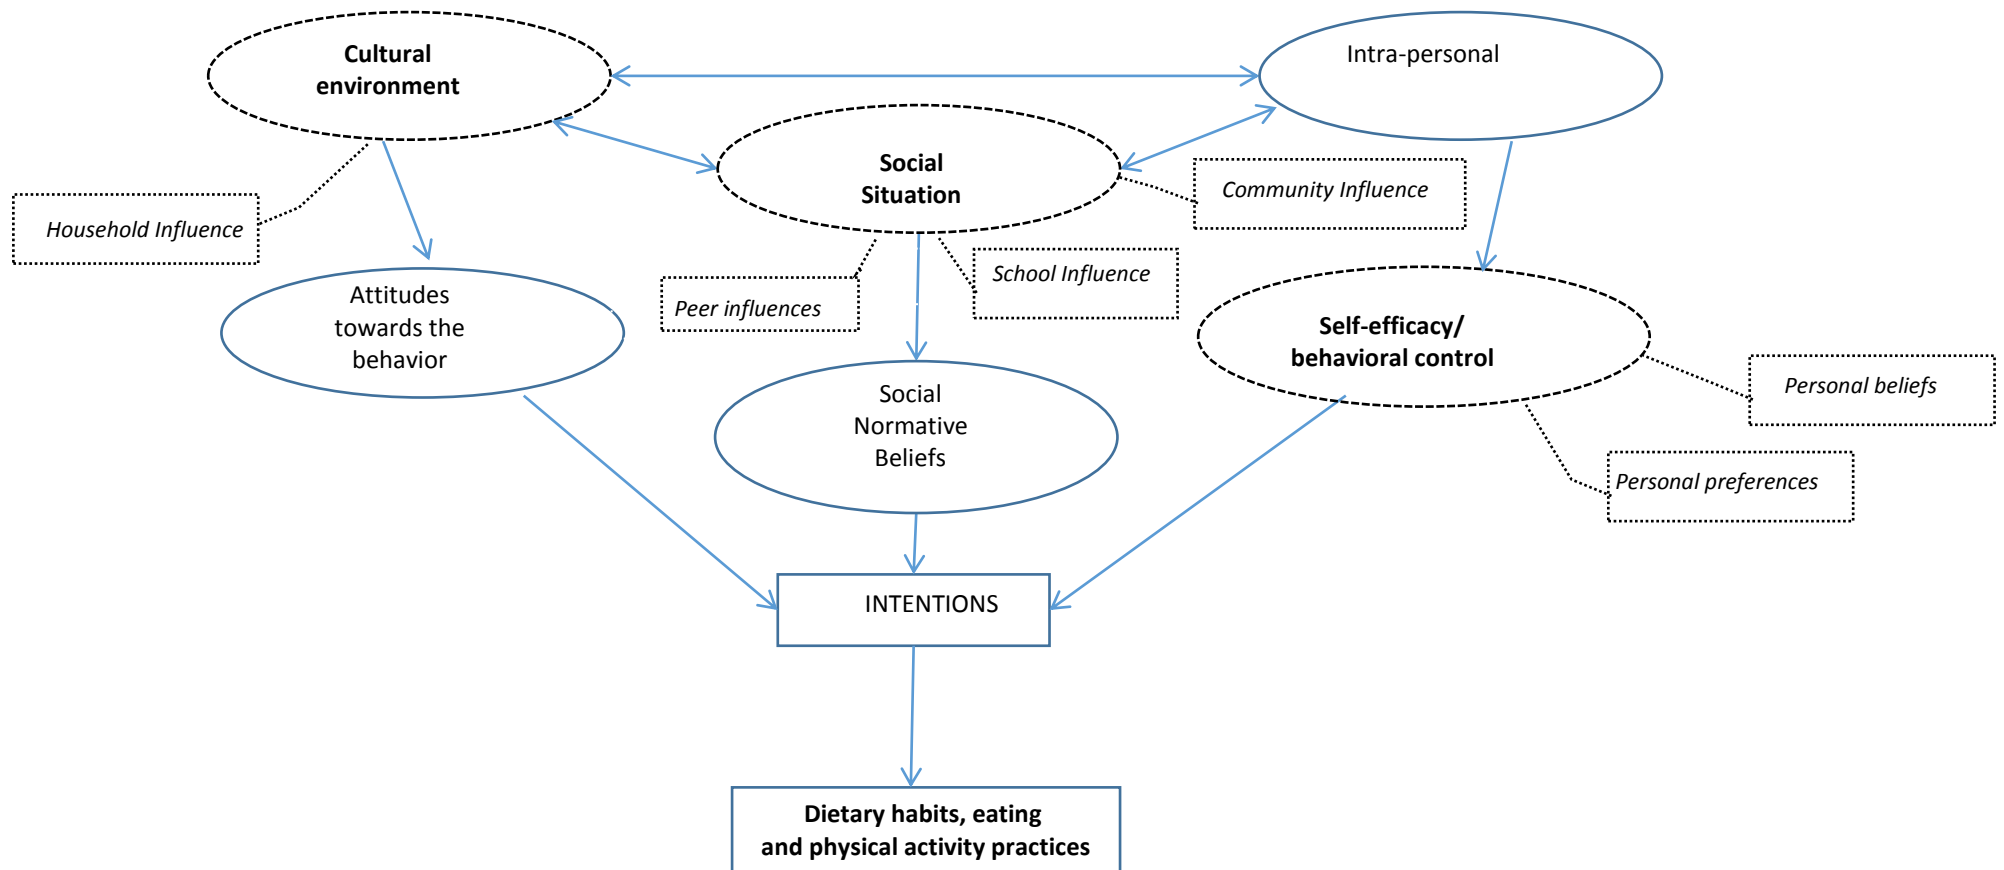 Cultural
environment
Intra-personal
Social
Situation
Community Influence
Household Influence
School Influence
Peer influences
Attitudes
towards the
behavior
Self-efficacy/
behavioral control
Social
Normative
Beliefs
Personal beliefs
Personal preferences
INTENTIONS
Dietary habits, eating
and physical activity practices